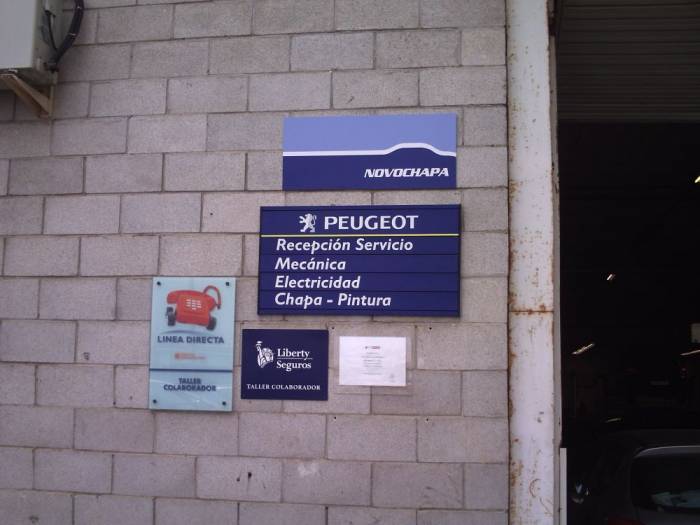 NOVOCHAPA
PEUGEOT
Recepción Servicio
Mecánica
Electricidad
Chapa - Pintura
LINEA DIRECTA
TALLER
COLABORADOR
Liberty
Seguros
TALLER COLABORADOR